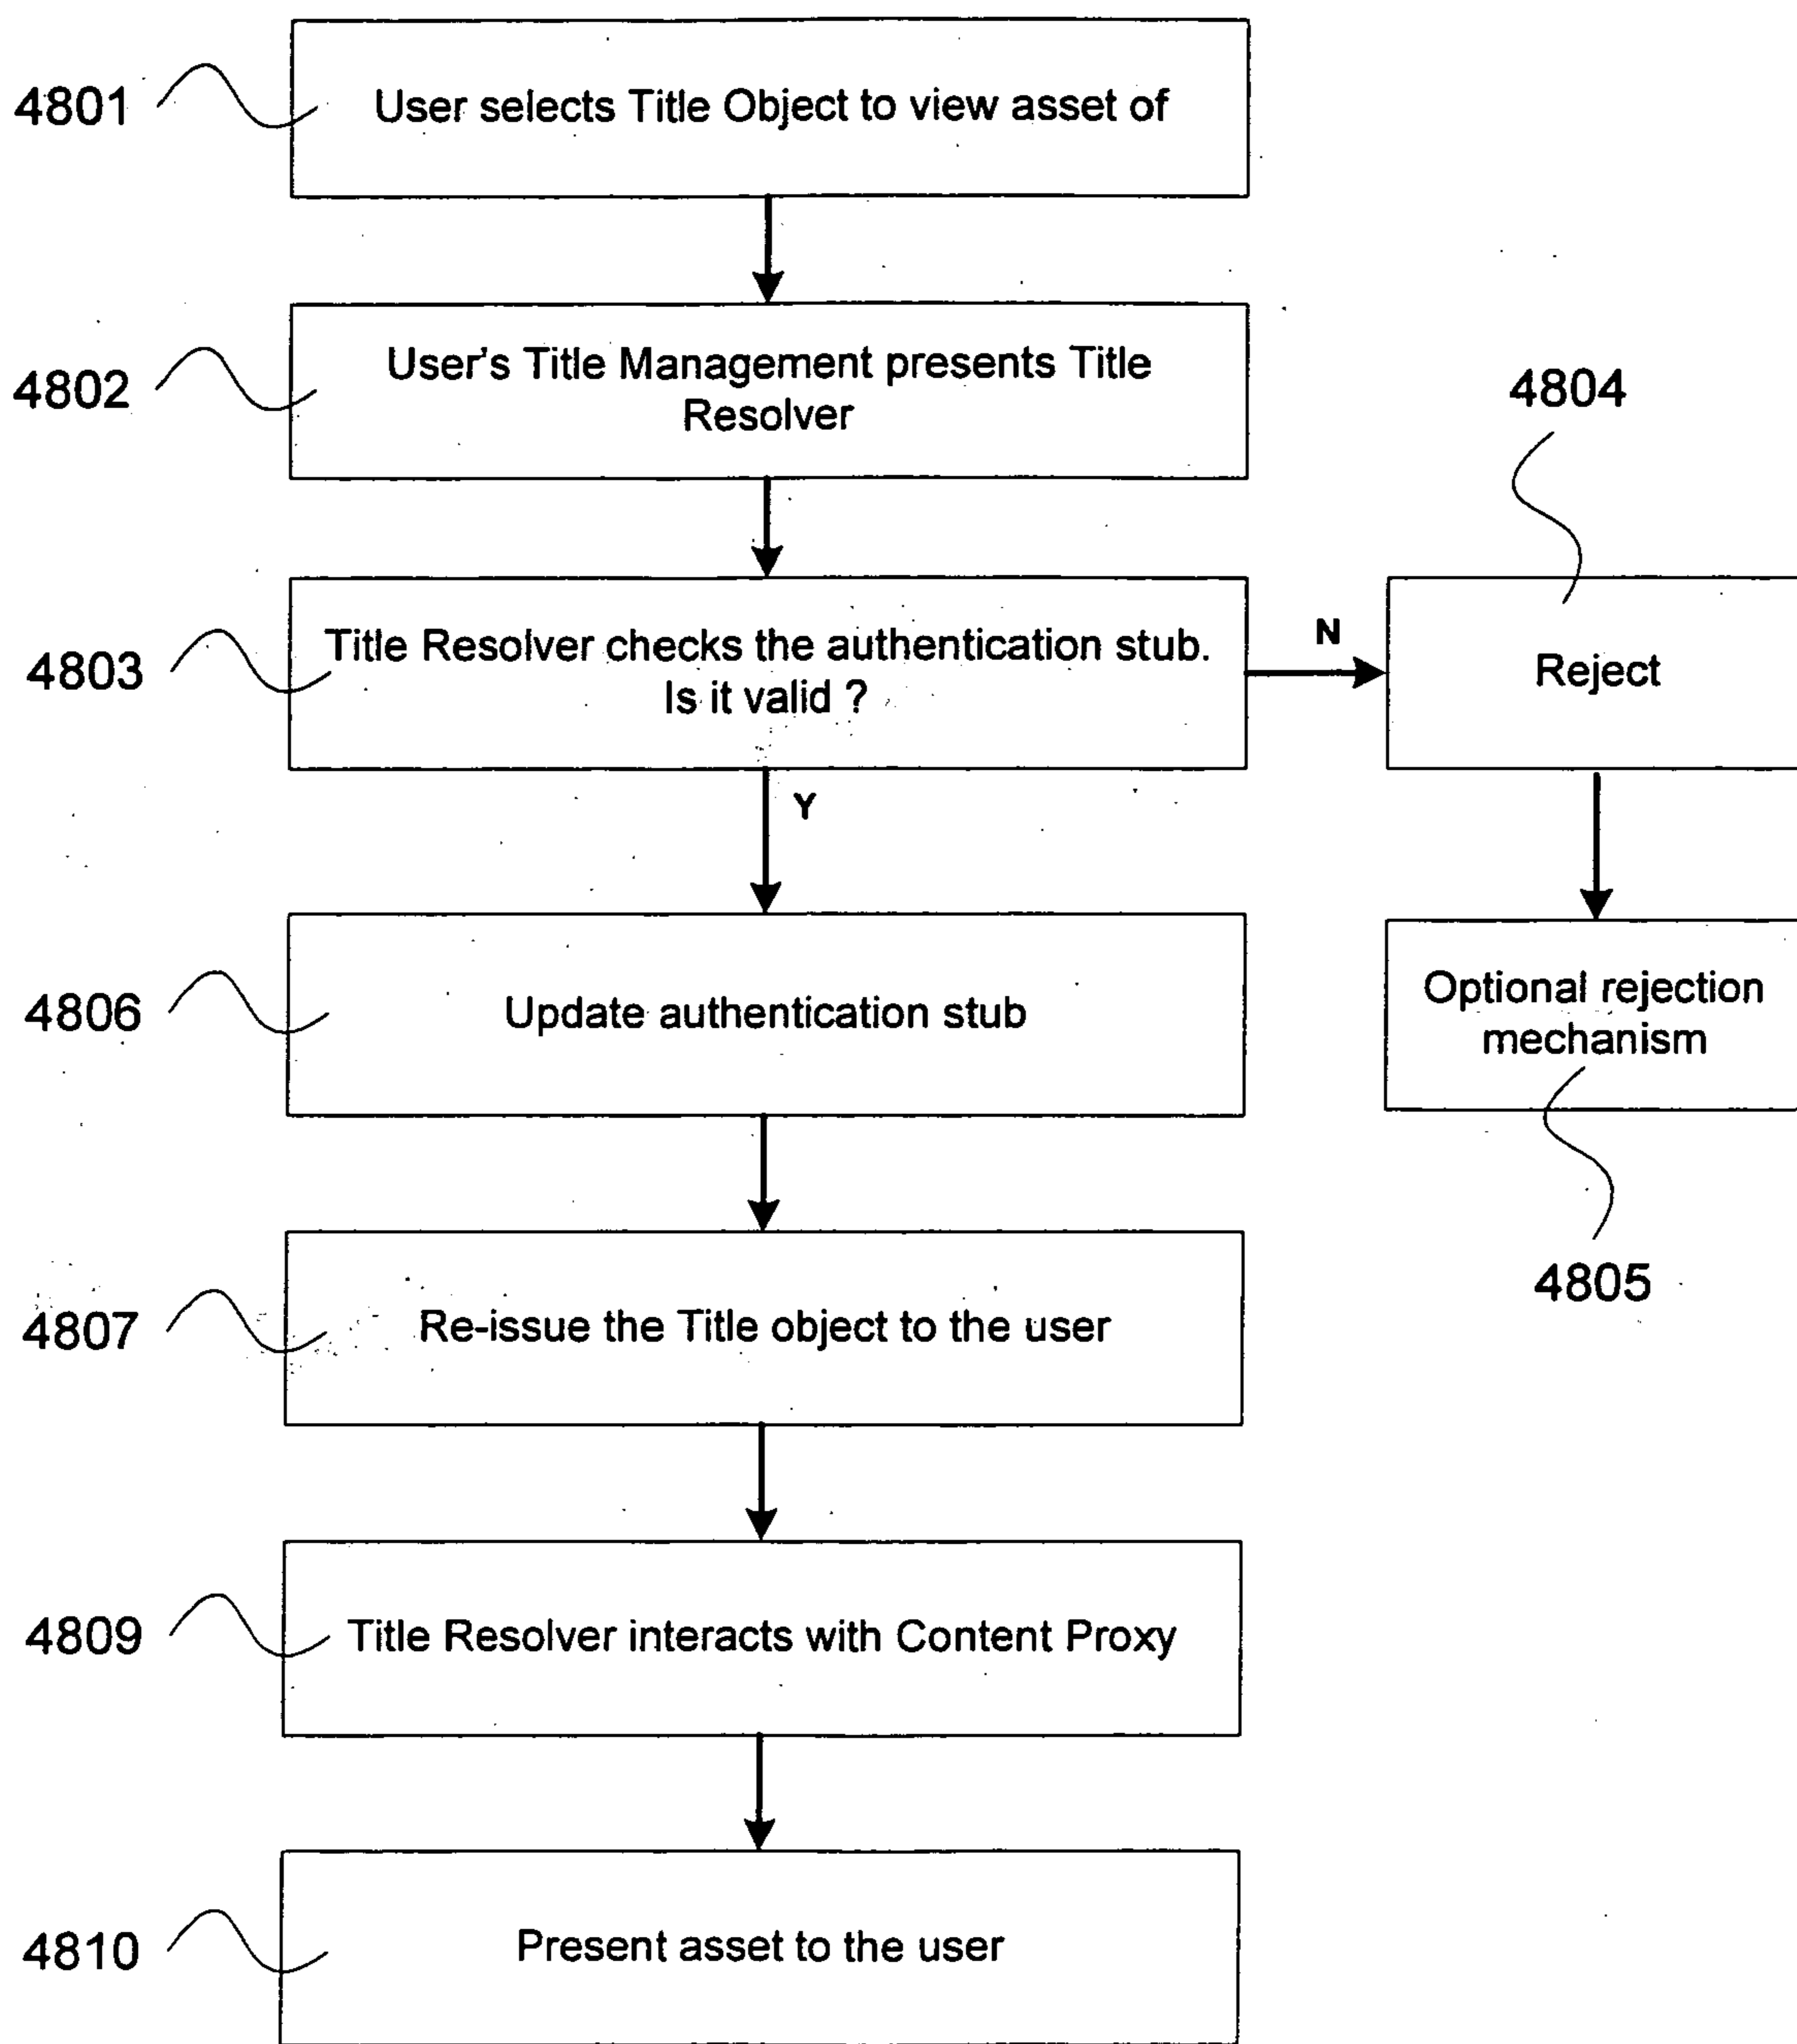 4801
User selects Title Object to view asset of
4802
User's Title Management presents Title
Resolver
4804
4803
Title Resolver checks the authentication stub.
Is it valid ?
N
Reject
Y
4806
Update authentication stub
Optional rejection
mechanism
4805
4807
Re-issue the Title object to the user
4809
Title Resolver interacts with Content Proxy
4810
Present asset to the user